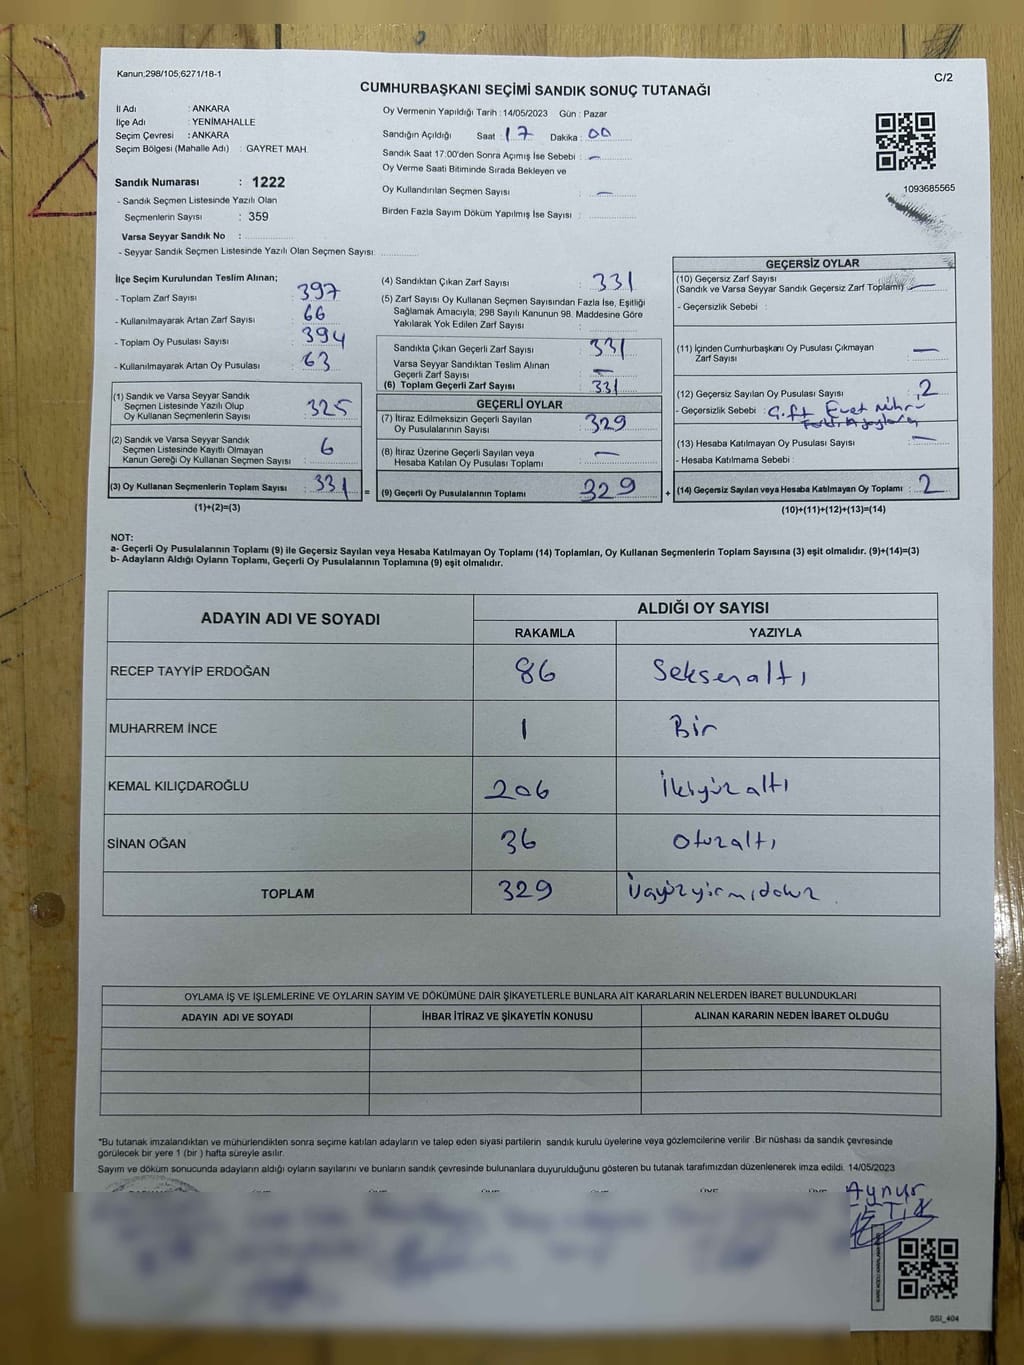 Kanun,298/105,6271/18-1
C/2
CUMHURBAŞKANI SEÇİMİ SANDIK SONUÇ TUTANAĞI
İl Adı : ANKARA
İlçe Adı : YENİMAHALLE
Seçim Çevresi : ANKARA
Seçim Bölgesi (Mahalle Adı) : GAYRET MAH.
Sandık Numarası : 1222
- Sandık Seçmen Listesinde Yazılı Olan
Seçmenlerin Sayısı : 359
Varsa Seyyar Sandık No :
- Seyyar Sandık Seçmen Listesinde Yazılı Olan Seçmen Sayısı:
Oy Vermenin Yapıldığı Tarih : 14/05/2023 Gün : Pazar
Sandığın Açıldığı Saat : 17 Dakika : 00
Sandık Saat 17:00'den Sonra Açımış İse Sebebi : –
Oy Verme Saati Bitiminde Sırada Bekleyen ve
Oy Kullandırılan Seçmen Sayısı : –
Birden Fazla Sayım Döküm Yapılmış İse Sayısı :
1093685565
İlçe Seçim Kurulundan Teslim Alınan;
- Toplam Zarf Sayısı : 397
- Kullanılmayarak Artan Zarf Sayısı : 66
- Toplam Oy Pusulası Sayısı : 394
- Kullanılmayarak Artan Oy Pusulası : 63
(1) Sandık ve Varsa Seyyar Sandık
Seçmen Listesinde Yazılı Olup
Oy Kullanan Seçmenlerin Sayısı : 325
(2) Sandık ve Varsa Seyyar Sandık
Seçmen Listesinde Kayıtlı Olmayan
Kanun Gereği Oy Kullanan Seçmen Sayısı : 6
(3) Oy Kullanan Seçmenlerin Toplam Sayısı : 331 =
(1)+(2)=(3)
(4) Sandıktan Çıkan Zarf Sayısı : 331
(5) Zarf Sayısı Oy Kullanan Seçmen Sayısından Fazla İse, Eşitliği
Sağlamak Amacıyla, 298 Sayılı Kanunun 98. Maddesine Göre
Yakılarak Yok Edilen Zarf Sayısı :
Sandıkta Çıkan Geçerli Zarf Sayısı : 331
Varsa Seyyar Sandıktan Teslim Alınan
Geçerli Zarf Sayısı : –
(6) Toplam Geçerli Zarf Sayısı : 331
GEÇERLİ OYLAR
(7) İtiraz Edilmeksizin Geçerli Sayılan
Oy Pusulalarının Sayısı : 329
(8) İtiraz Üzerine Geçerli Sayılan veya
Hesaba Katılan Oy Pusulası Toplamı : –
(9) Geçerli Oy Pusulalarının Toplamı : 329 +
GEÇERSİZ OYLAR
(10) Geçersiz Zarf Sayısı
(Sandık ve Varsa Seyyar Sandık Geçersiz Zarf Toplamı) : –
- Geçersizlik Sebebi :
(11) İçinden Cumhurbaşkanı Oy Pusulası Çıkmayan
Zarf Sayısı : –
(12) Geçersiz Sayılan Oy Pusulası Sayısı : 2
- Geçersizlik Sebebi : Çift Evet Mührü
(13) Hesaba Katılmayan Oy Pusulası Sayısı : –
- Hesaba Katılmama Sebebi :
(14) Geçersiz Sayılan veya Hesaba Katılmayan Oy Toplamı : 2
(10)+(11)+(12)+(13)=(14)
NOT:
a- Geçerli Oy Pusulalarının Toplamı (9) ile Geçersiz Sayılan veya Hesaba Katılmayan Oy Toplamı (14) Toplamları, Oy Kullanan Seçmenlerin Toplam Sayısına (3) eşit olmalıdır. (9)+(14)=(3)
b- Adayların Aldığı Oyların Toplamı, Geçerli Oy Pusulalarının Toplamına (9) eşit olmalıdır.
ADAYIN ADI VE SOYADI
ALDIĞI OY SAYISI
RAKAMLA YAZIYLA
RECEP TAYYİP ERDOĞAN 86 Seksenaltı
MUHARREM İNCE 1 Bir
KEMAL KILIÇDAROĞLU 206 İkiyüzaltı
SİNAN OĞAN 36 Otuzaltı
TOPLAM 329 Üçyüzyirmidokuz
OYLAMA İŞ VE İŞLEMLERİNE VE OYLARIN SAYIM VE DÖKÜMÜNE DAİR ŞİKAYETLERLE BUNLARA AİT KARARLARIN NELERDEN İBARET BULUNDUKLARI
ADAYIN ADI VE SOYADI İHBAR İTİRAZ VE ŞİKAYETİN KONUSU ALINAN KARARIN NEDEN İBARET OLDUĞU
*Bu tutanak imzalandıktan ve mühürlendikten sonra seçime katılan adayların ve talep eden siyasi partilerin sandık kurulu üyelerine veya gözlemcilerine verilir .Bir nüshası da sandık çevresinde
görülecek bir yere 1 (bir ) hafta süreyle asılır.
Sayım ve döküm sonucunda adayların aldığı oyların sayılarını ve bunların sandık çevresinde bulunanlara duyurulduğunu gösteren bu tutanak tarafımızdan düzenlenerek imza edildi. 14/05/2023
Aynur
GSI_404